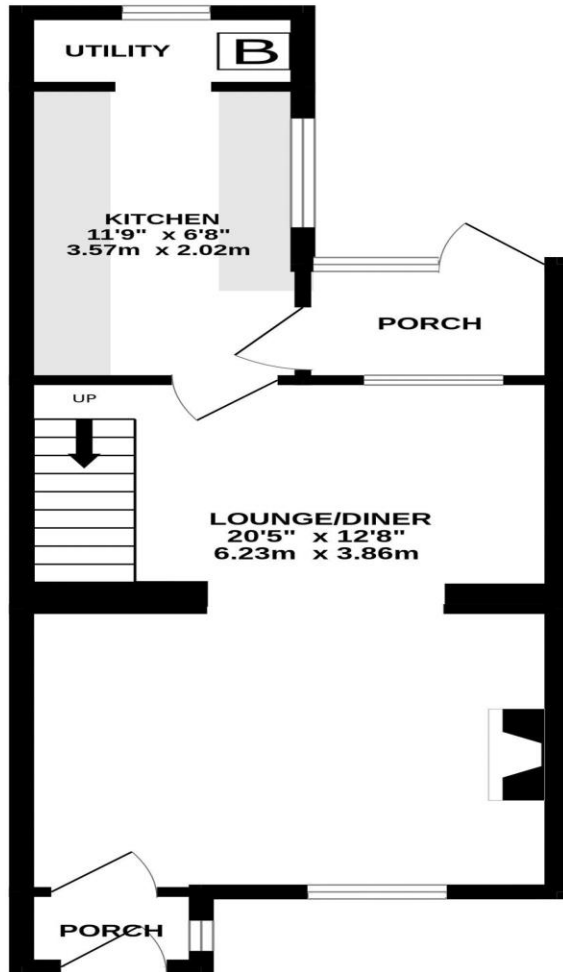 UTILITY
B
KITCHEN
11'9" x 6'8"
3.57m x 2.02m
PORCH
UP
LOUNGE/DINER
20'5" x 12'8"
6.23m x 3.86m
PORCH